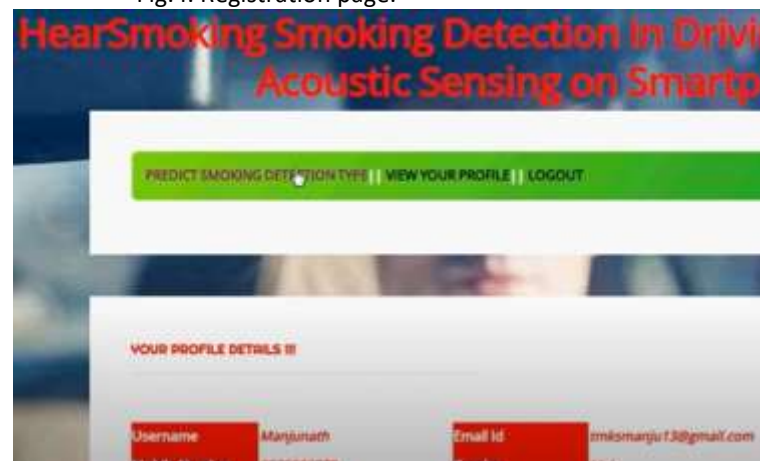 HearSmoking Smoking Detection in Drivi
Acoustic Sensing on Smartp
PREDICT SMOKING DETECTION TYPE || VIEW YOUR PROFILE || LOGOUT
YOUR PROFILE DETAILS !!!
Username Manjunath Email Id tmksmanju13@gmail.com